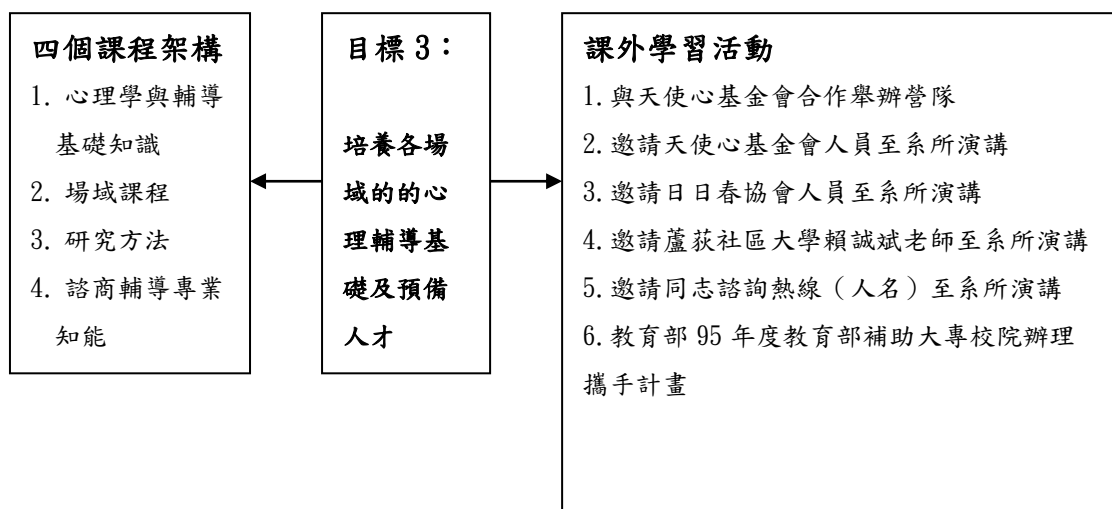 四個課程架構
1. 心理學與輔導
基礎知識
2. 場域課程
3. 研究方法
4. 諮商輔導專業
知能
目標 3：
培養各場
域的的心
理輔導基
礎及預備
人才
課外學習活動
1.與天使心基金會合作舉辦營隊
2.邀請天使心基金會人員至系所演講
3.邀請日日春協會人員至系所演講
4.邀請蘆荻社區大學賴誠斌老師至系所演講
5.邀請同志諮詢熱線（人名）至系所演講
6.教育部 95 年度教育部補助大專校院辦理
攜手計畫